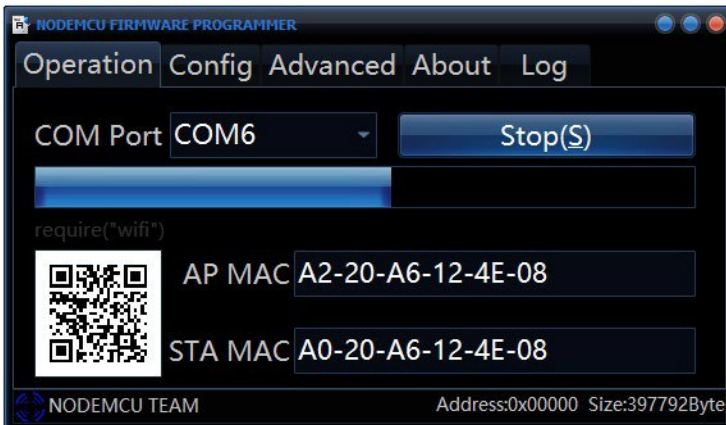 NODEMCU FIRMWARE PROGRAMMER
Operation Config Advanced About Log
COM Port COM6 Stop(S)
require("wifi")
AP MAC A2-20-A6-12-4E-08
STA MAC A0-20-A6-12-4E-08
NODEMCU TEAM Address:0x00000 Size:397792Byte